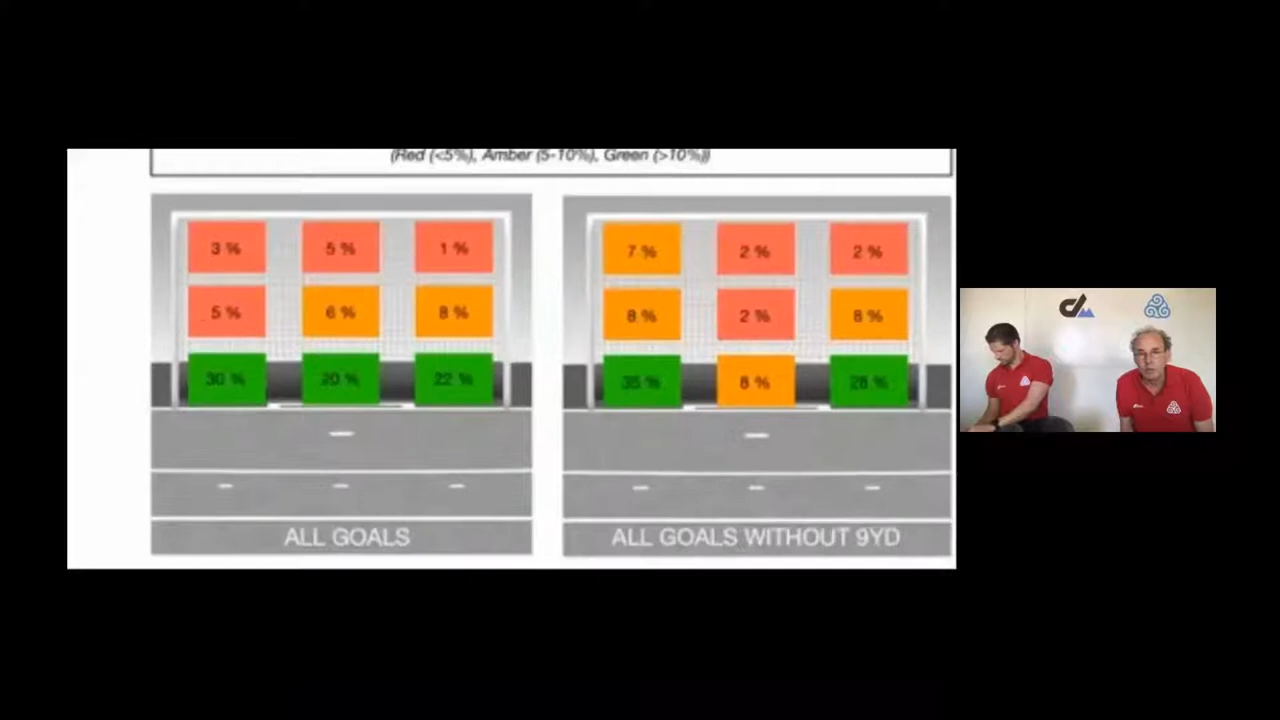 (Red (<5%), Amber (5-10%), Green (>10%))
3 % 5 % 1 %
5 % 6 % 8 %
30 % 20 % 22 %
ALL GOALS
7 % 2 % 2 %
8 % 2 % 8 %
35 % 8 % 28 %
ALL GOALS WITHOUT 9YD